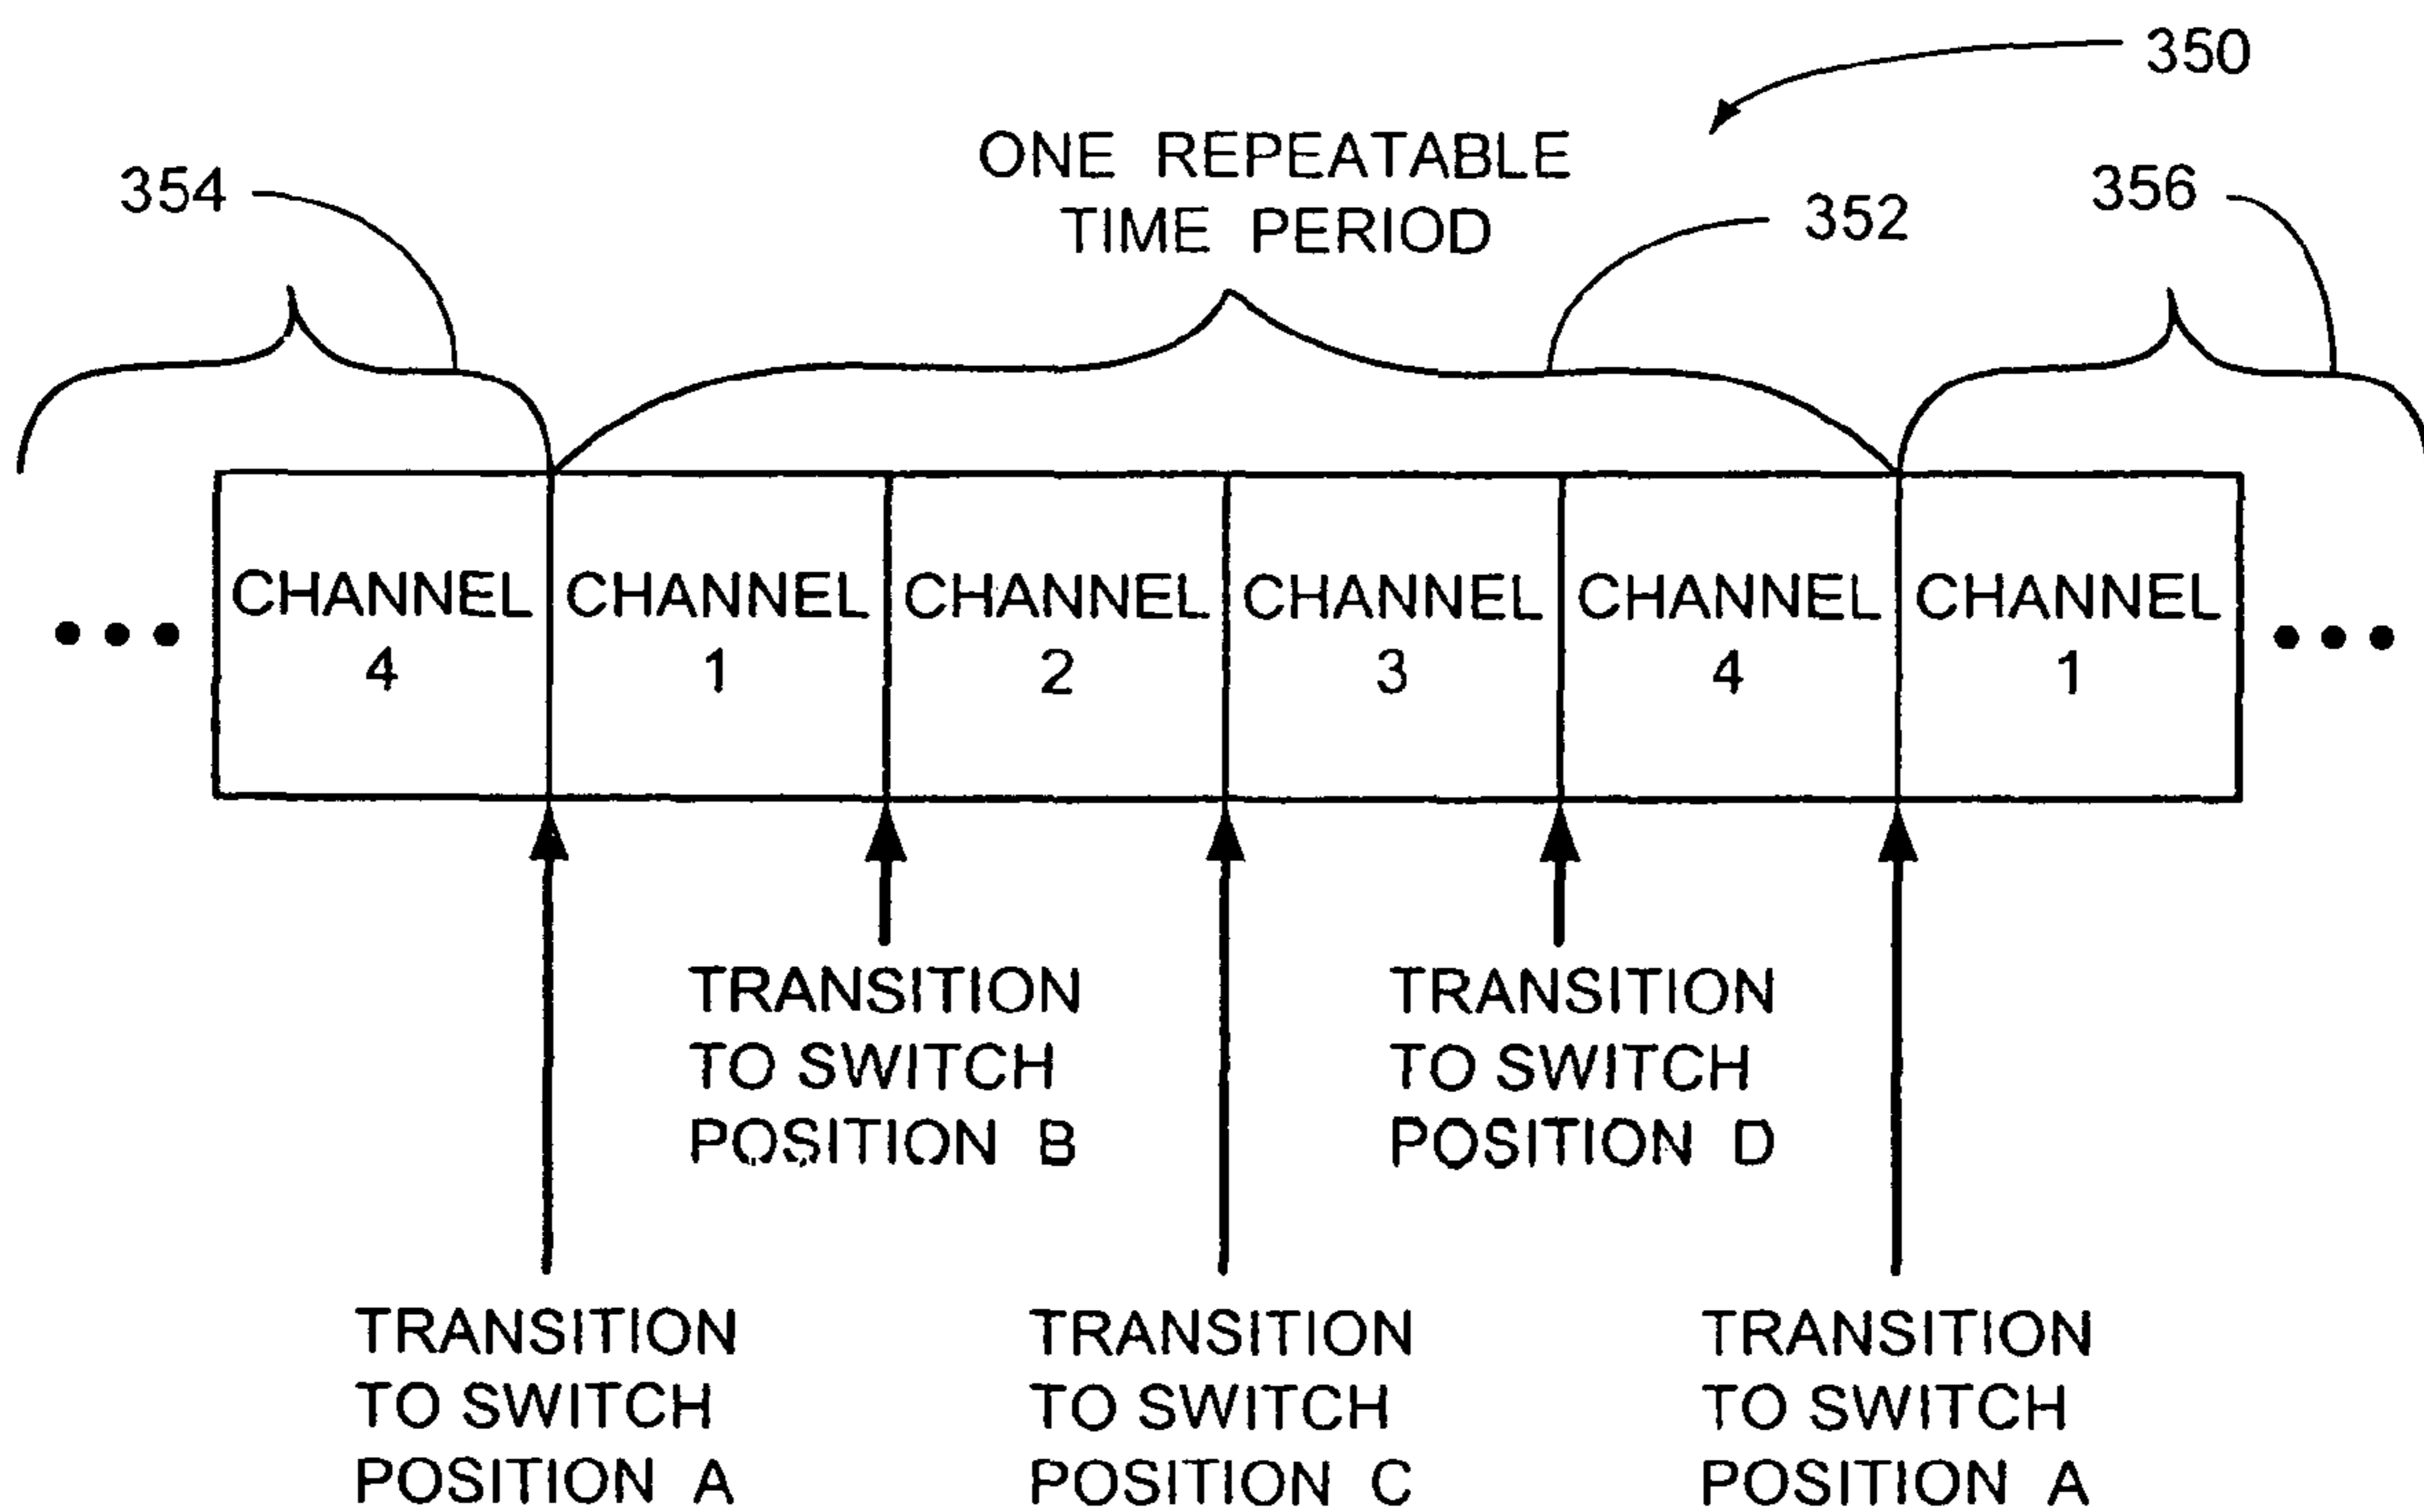 350
ONE REPEATABLE
TIME PERIOD
354
352
356
CHANNEL
4
CHANNEL
1
CHANNEL
2
CHANNEL
3
CHANNEL
4
CHANNEL
1
TRANSITION
TO SWITCH
POSITION B
TRANSITION
TO SWITCH
POSITION D
TRANSITION
TO SWITCH
POSITION A
TRANSITION
TO SWITCH
POSITION C
TRANSITION
TO SWITCH
POSITION A